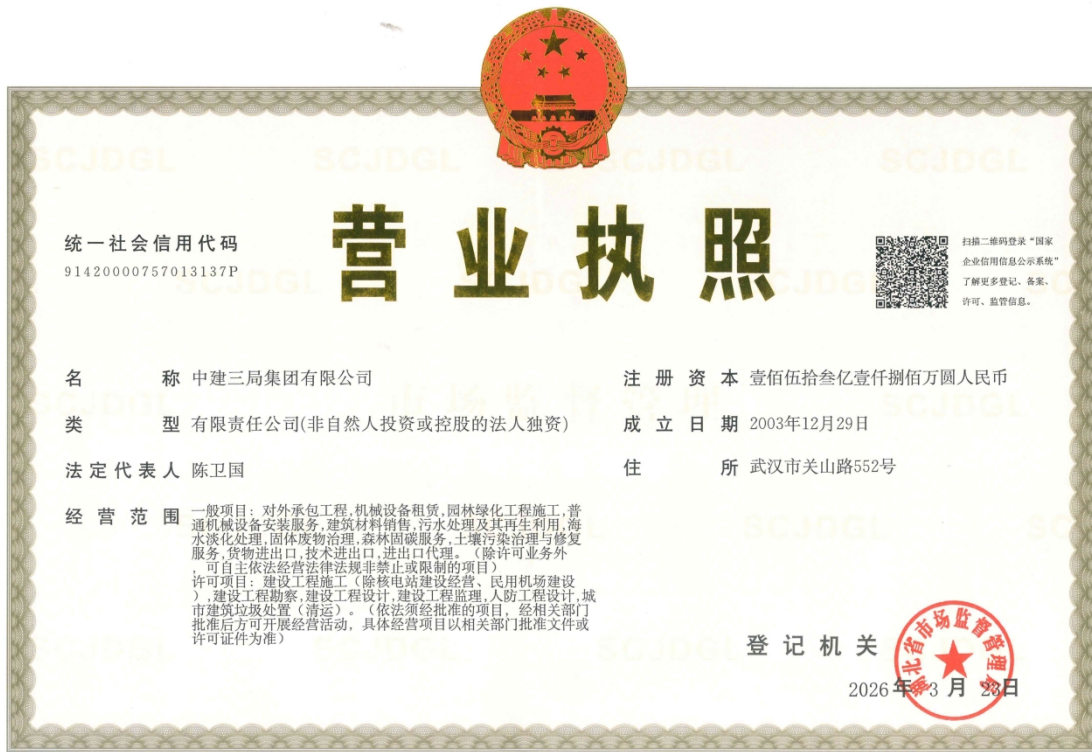 营业执照
统一社会信用代码
91420000757013137P
扫描二维码登录“国家
企业信用信息公示系统”
了解更多登记、备案、
许可、监管信息。
名称 中建三局集团有限公司
类型 有限责任公司(非自然人投资或控股的法人独资)
法定代表人 陈卫国
经营范围 一般项目：对外承包工程,机械设备租赁,园林绿化工程施工,普
通机械设备安装服务,建筑材料销售,污水处理及其再生利用,海
水淡化处理,固体废物治理,森林固碳服务,土壤污染治理与修复
服务,货物进出口,技术进出口,进出口代理。（除许可业务外
，可自主依法经营法律法规非禁止或限制的项目）
许可项目：建设工程施工（除核电站建设经营、民用机场建设
）,建设工程勘察,建设工程设计,建设工程监理,人防工程设计,城
市建筑垃圾处置（清运）。（依法须经批准的项目，经相关部门
批准后方可开展经营活动，具体经营项目以相关部门批准文件或
许可证件为准）
注册资本 壹佰伍拾叁亿壹仟捌佰万圆人民币
成立日期 2003年12月29日
住所 武汉市关山路552号
登记机关
湖北省市场监督管理局
2026年3月23日
SCJDGL
市场监督管理